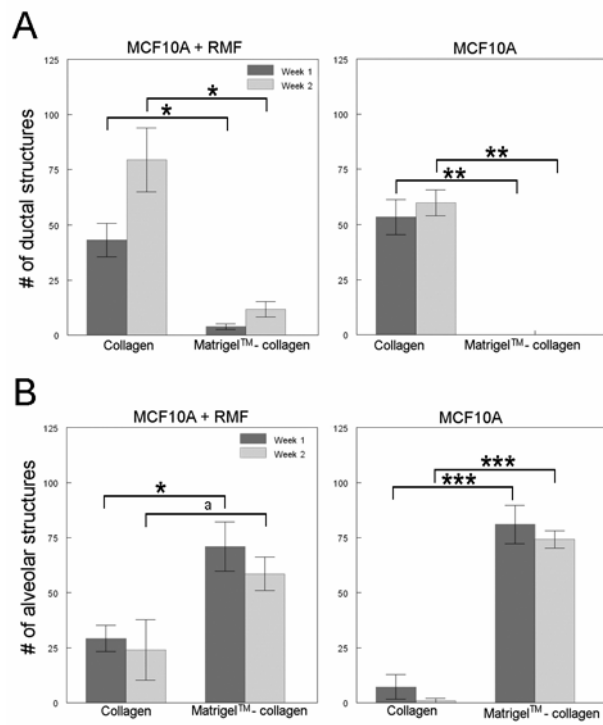 A
MCF10A + RMF
MCF10A
# of ductal structures
125
100
75
50
25
0
Week 1
Week 2
*
*
Collagen
Matrigel™- collagen
125
100
75
50
25
0
**
**
Collagen
Matrigel™- collagen
B
MCF10A + RMF
MCF10A
# of alveolar structures
125
100
75
50
25
0
Week 1
Week 2
*
a
Collagen
Matrigel™- collagen
125
100
75
50
25
0
***
***
Collagen
Matrigel™- collagen